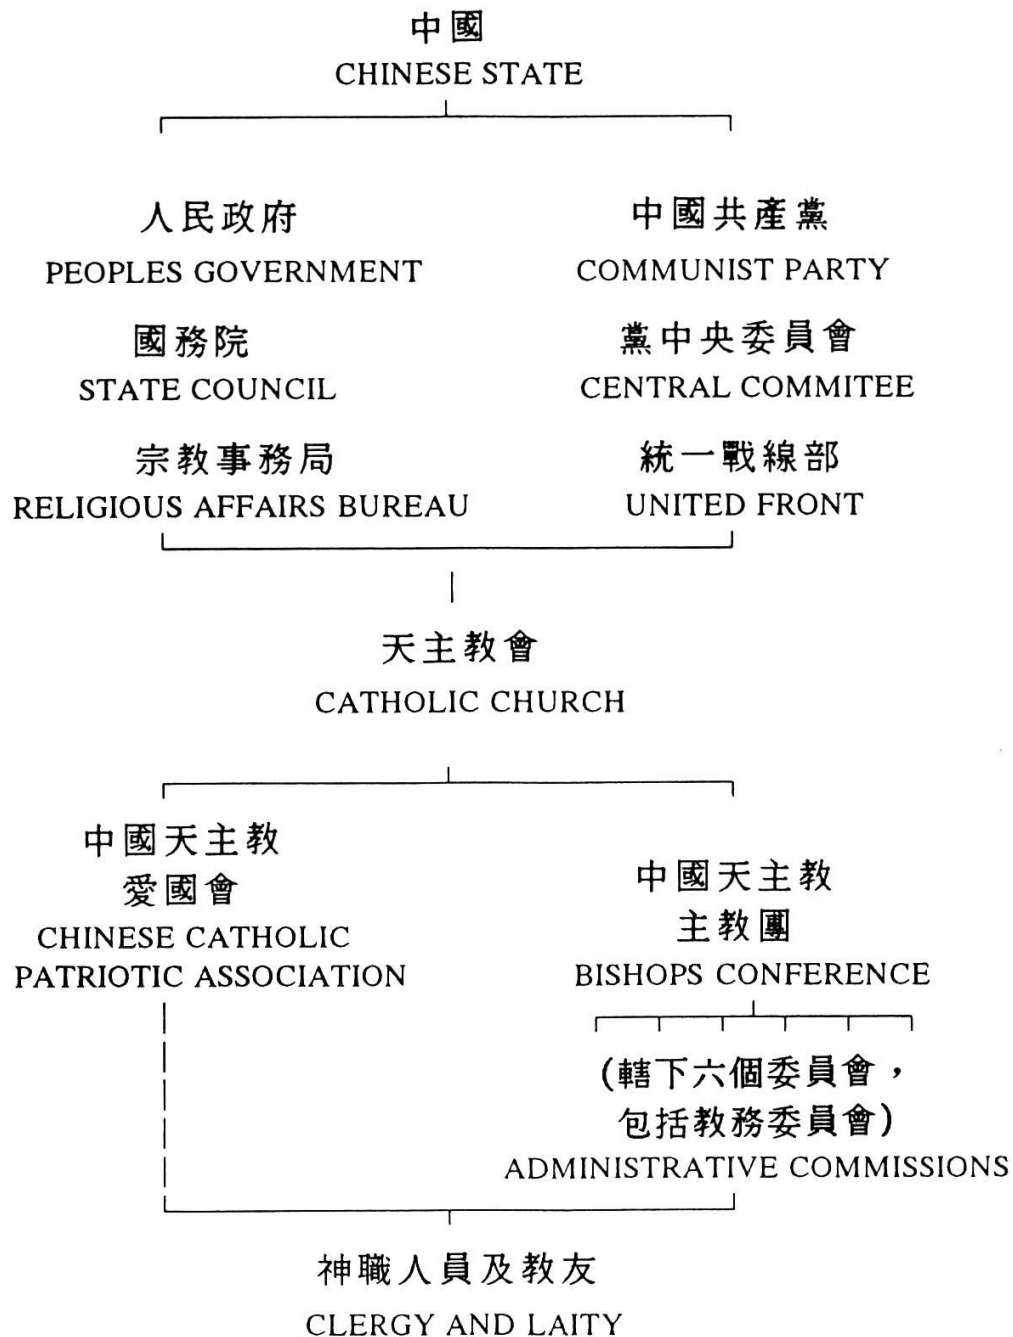 中國
CHINESE STATE
人民政府
PEOPLES GOVERNMENT
國務院
STATE COUNCIL
宗教事務局
RELIGIOUS AFFAIRS BUREAU
中國共產黨
COMMUNIST PARTY
黨中央委員會
CENTRAL COMMITEE
統一戰線部
UNITED FRONT
天主教會
CATHOLIC CHURCH
中國天主教
愛國會
CHINESE CATHOLIC
PATRIOTIC ASSOCIATION
中國天主教
主教團
BISHOPS CONFERENCE
(轄下六個委員會，
包括教務委員會)
ADMINISTRATIVE COMMISSIONS
神職人員及教友
CLERGY AND LAITY